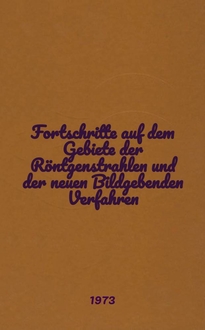 Fortschritte auf dem
Gebiete der
Röntgenstrahlen und
der neuen Bildgebenden
Verfahren
1973